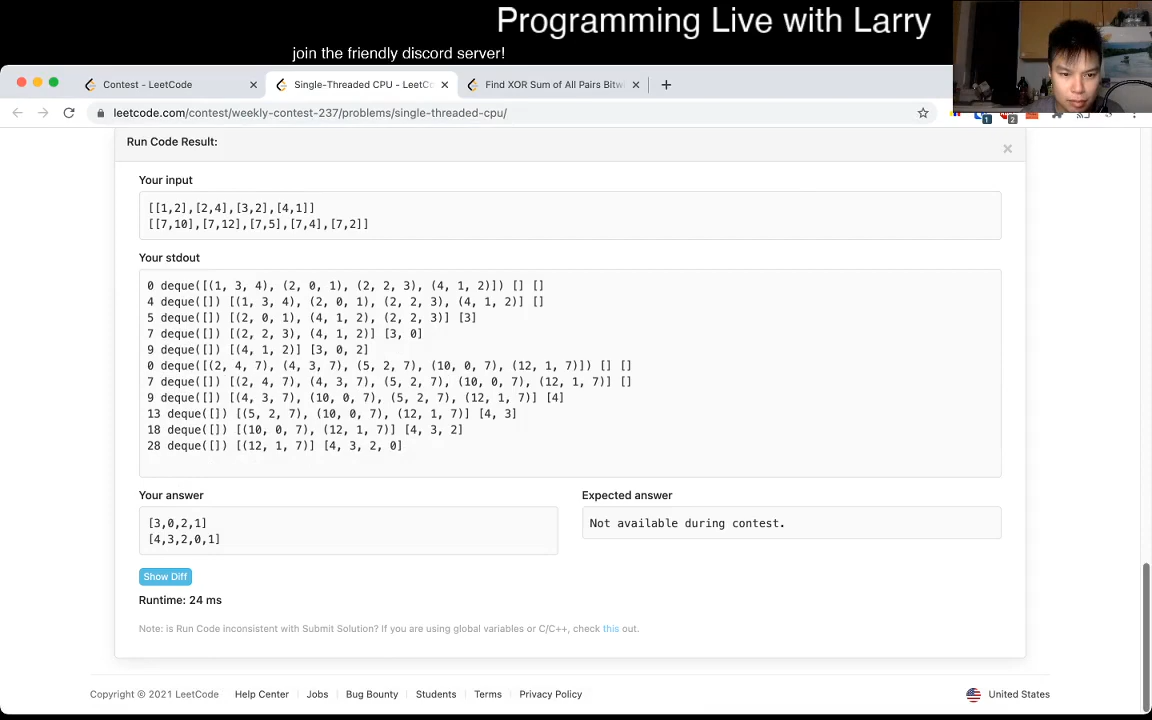 Programming Live with Larry
join the friendly discord server!
Contest - LeetCode
Single-Threaded CPU - LeetC
Find XOR Sum of All Pairs Bitw
leetcode.com/contest/weekly-contest-237/problems/single-threaded-cpu/
1
2
Run Code Result:
Your input
[[1,2],[2,4],[3,2],[4,1]]
[[7,10],[7,12],[7,5],[7,4],[7,2]]
Your stdout
0 deque([(1, 3, 4), (2, 0, 1), (2, 2, 3), (4, 1, 2)]) [] []
4 deque([]) [(1, 3, 4), (2, 0, 1), (2, 2, 3), (4, 1, 2)] []
5 deque([]) [(2, 0, 1), (4, 1, 2), (2, 2, 3)] [3]
7 deque([]) [(2, 2, 3), (4, 1, 2)] [3, 0]
9 deque([]) [(4, 1, 2)] [3, 0, 2]
0 deque([(2, 4, 7), (4, 3, 7), (5, 2, 7), (10, 0, 7), (12, 1, 7)]) [] []
7 deque([]) [(2, 4, 7), (4, 3, 7), (5, 2, 7), (10, 0, 7), (12, 1, 7)] []
9 deque([]) [(4, 3, 7), (10, 0, 7), (5, 2, 7), (12, 1, 7)] [4]
13 deque([]) [(5, 2, 7), (10, 0, 7), (12, 1, 7)] [4, 3]
18 deque([]) [(10, 0, 7), (12, 1, 7)] [4, 3, 2]
28 deque([]) [(12, 1, 7)] [4, 3, 2, 0]
Your answer
Expected answer
[3,0,2,1]
[4,3,2,0,1]
Not available during contest.
Show Diff
Runtime: 24 ms
Note: is Run Code inconsistent with Submit Solution? If you are using global variables or C/C++, check this out.
Copyright © 2021 LeetCode
Help Center
Jobs
Bug Bounty
Students
Terms
Privacy Policy
United States